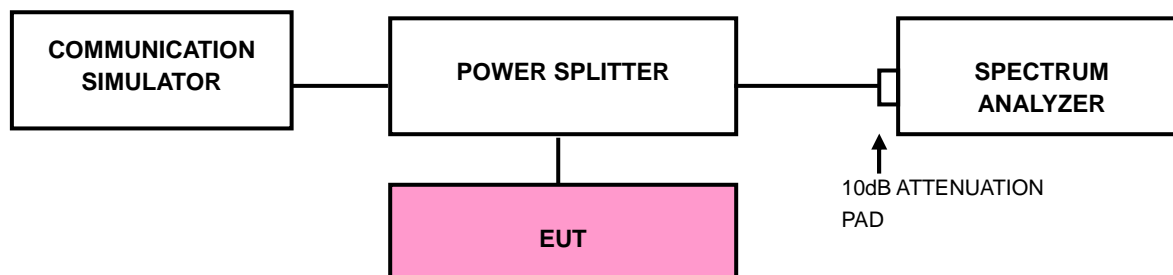 COMMUNICATION
SIMULATOR
POWER SPLITTER
SPECTRUM
ANALYZER
10dB ATTENUATION
PAD
EUT